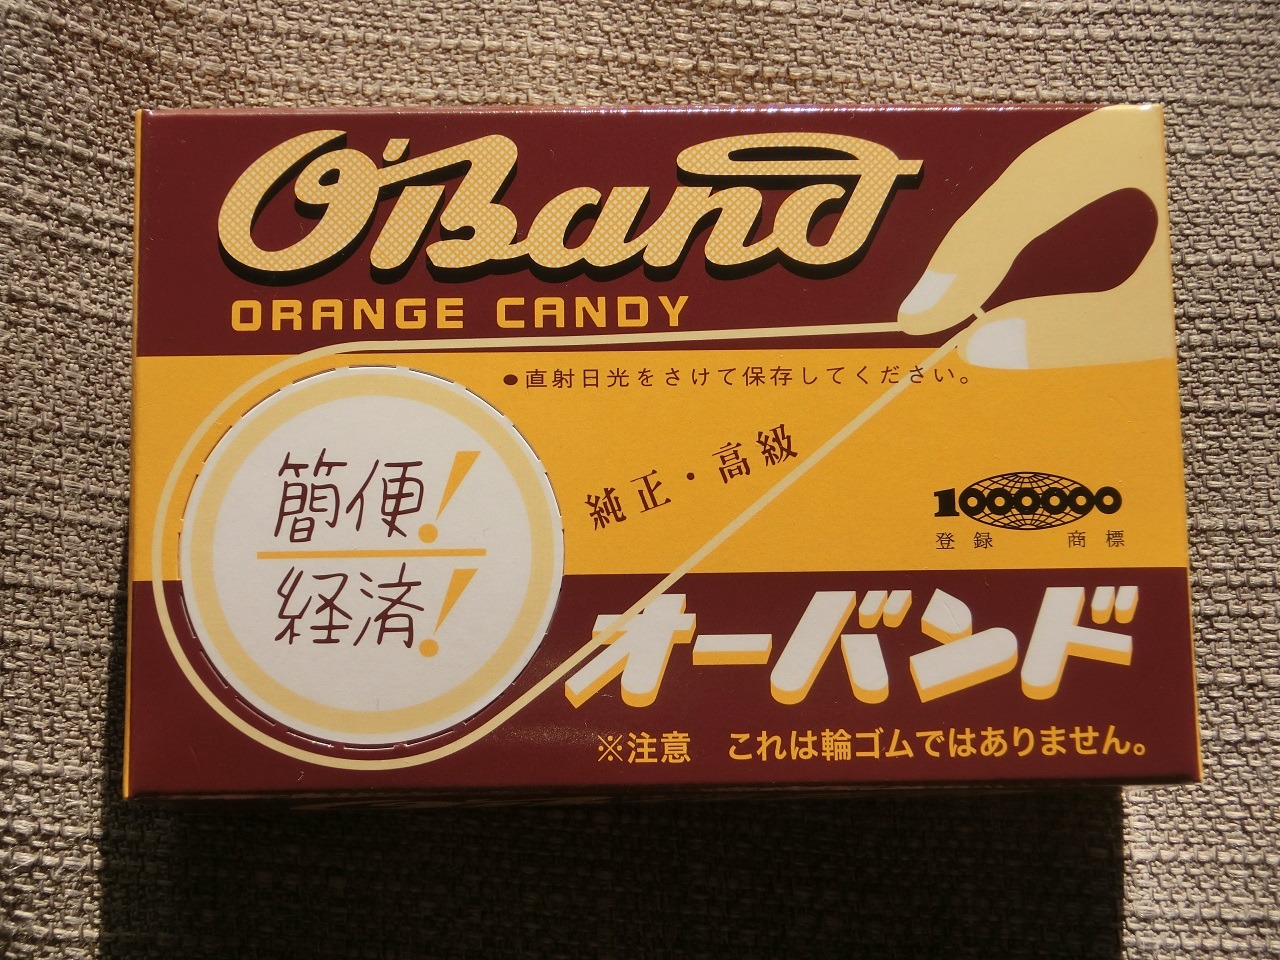 O'Band
ORANGE CANDY
●直射日光をさけて保存してください。
簡便!
経済!
純正・高級
1000000
登録 商標
オーバンド
※注意 これは輪ゴムではありません。